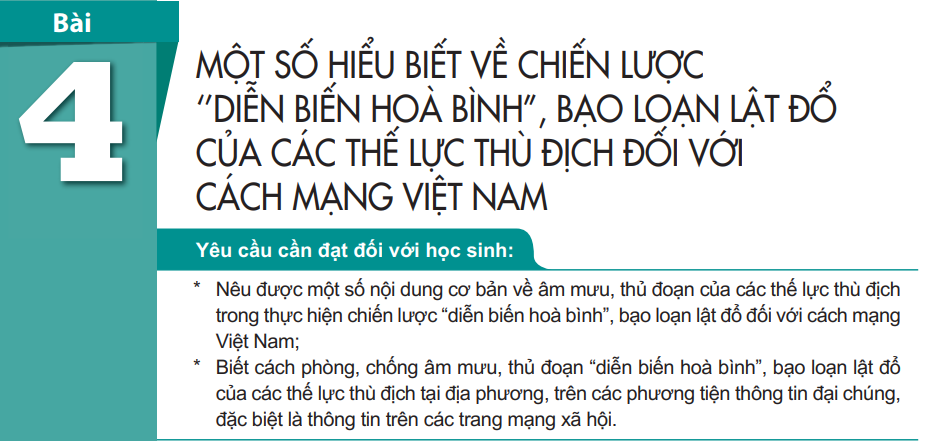 Bài
4
MỘT SỐ HIỂU BIẾT VỀ CHIẾN LƯỢC
‘’DIỄN BIẾN HOÀ BÌNH”, BẠO LOẠN LẬT ĐỔ
CỦA CÁC THẾ LỰC THÙ ĐỊCH ĐỐI VỚI
CÁCH MẠNG VIỆT NAM
Yêu cầu cần đạt đối với học sinh:
* Nêu được một số nội dung cơ bản về âm mưu, thủ đoạn của các thế lực thù địch
trong thực hiện chiến lược “diễn biến hoà bình”, bạo loạn lật đổ đối với cách mạng
Việt Nam;
* Biết cách phòng, chống âm mưu, thủ đoạn “diễn biến hoà bình”, bạo loạn lật đổ
của các thế lực thù địch tại địa phương, trên các phương tiện thông tin đại chúng,
đặc biệt là thông tin trên các trang mạng xã hội.